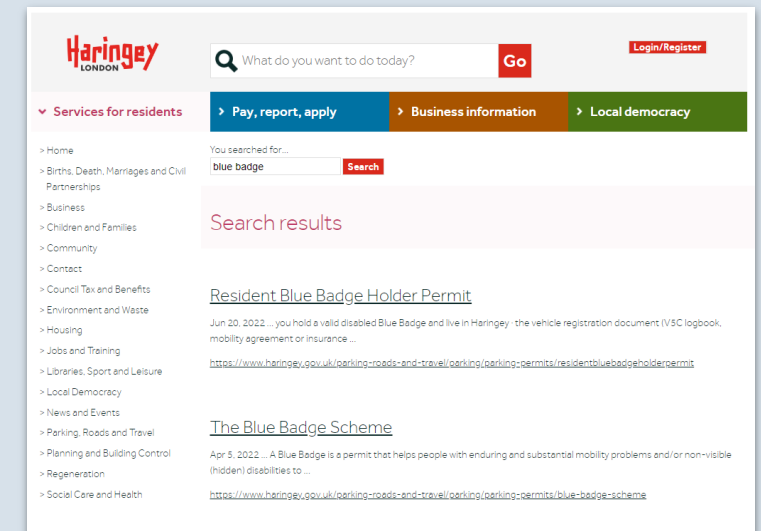 Haringey
LONDON
What do you want to do today?
Go
Login/Register
Services for residents
> Pay, report, apply
> Business information
> Local democracy
> Home
> Births, Death, Marriages and Civil
Partnerships
> Business
> Children and Families
> Community
> Contact
> Council Tax and Benefits
> Environment and Waste
> Housing
> Jobs and Training
> Libraries, Sport and Leisure
> Local Democracy
> News and Events
> Parking, Roads and Travel
> Planning and Building Control
> Regeneration
> Social Care and Health
You searched for...
blue badge
Search
Search results
Resident Blue Badge Holder Permit
Jun 20, 2022 ... you hold a valid disabled Blue Badge and live in Haringey · the vehicle registration document (V5C logbook,
mobility agreement or insurance ...
https://www.haringey.gov.uk/parking-roads-and-travel/parking/parking-permits/residentbluebadgeholderpermit
The Blue Badge Scheme
Apr 5, 2022 ... A Blue Badge is a permit that helps people with enduring and substantial mobility problems and/or non-visible
(hidden) disabilities to ...
https://www.haringey.gov.uk/parking-roads-and-travel/parking/parking-permits/blue-badge-scheme